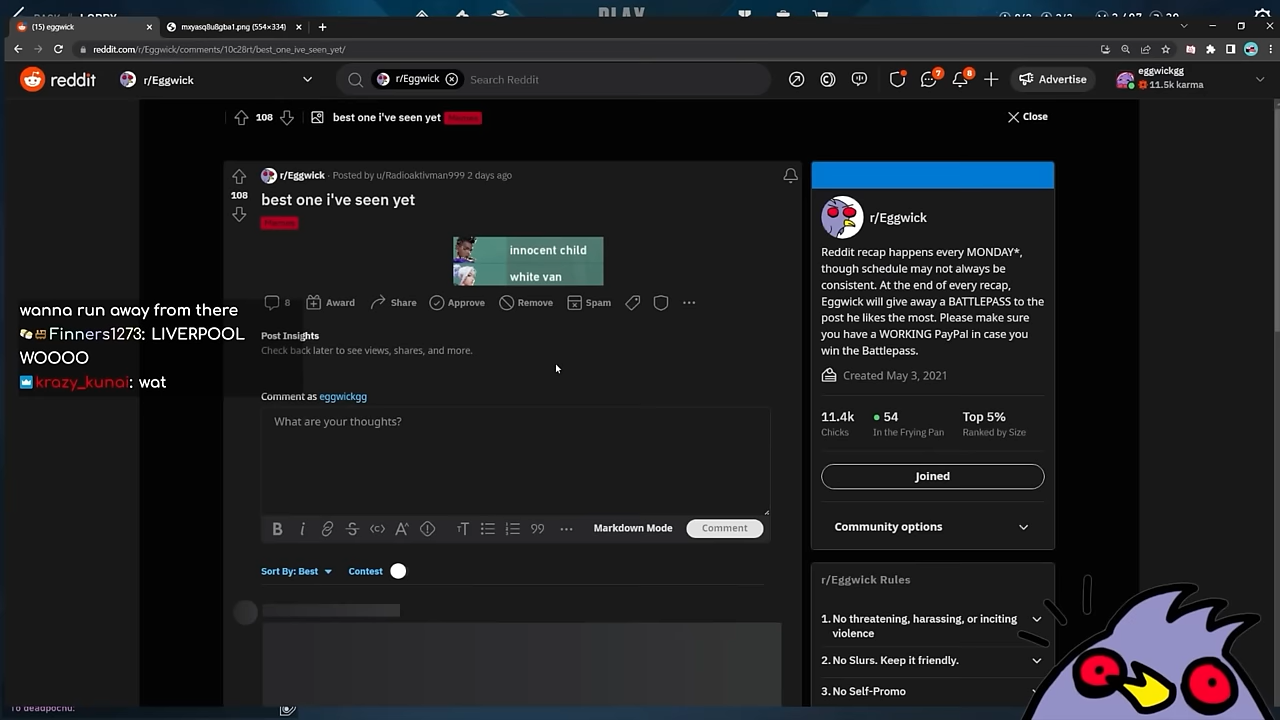 PLAY
(15) eggwick
mxyasq8u8gba1.png (554×334)
reddit.com/r/Eggwick/comments/10c28rt/best_one_ive_seen_yet/
reddit
r/Eggwick
r/Eggwick
Search Reddit
7
8
Advertise
eggwickgg
11.5k karma
108
best one i've seen yet
Memes
Close
r/Eggwick · Posted by u/Radioaktivman999 2 days ago
108
best one i've seen yet
Memes
innocent child
white van
8
Award
Share
Approve
Remove
Spam
Post Insights
Check back later to see views, shares, and more.
Comment as eggwickgg
What are your thoughts?
Markdown Mode
Comment
Sort By: Best
Contest
wanna run away from there
Finners1273: LIVERPOOL
WOOOO
krazy_kunai: wat
r/Eggwick
Reddit recap happens every MONDAY*,
though schedule may not always be
consistent. At the end of every recap,
Eggwick will give away a BATTLEPASS to the
post he likes the most. Please make sure
you have a WORKING PayPal in case you
win the Battlepass.
Created May 3, 2021
11.4k
54
Top 5%
Chicks
In the Frying Pan
Ranked by Size
Joined
Community options
r/Eggwick Rules
1. No threatening, harassing, or inciting
violence
2. No Slurs. Keep it friendly.
3. No Self-Promo
To deadpochu: